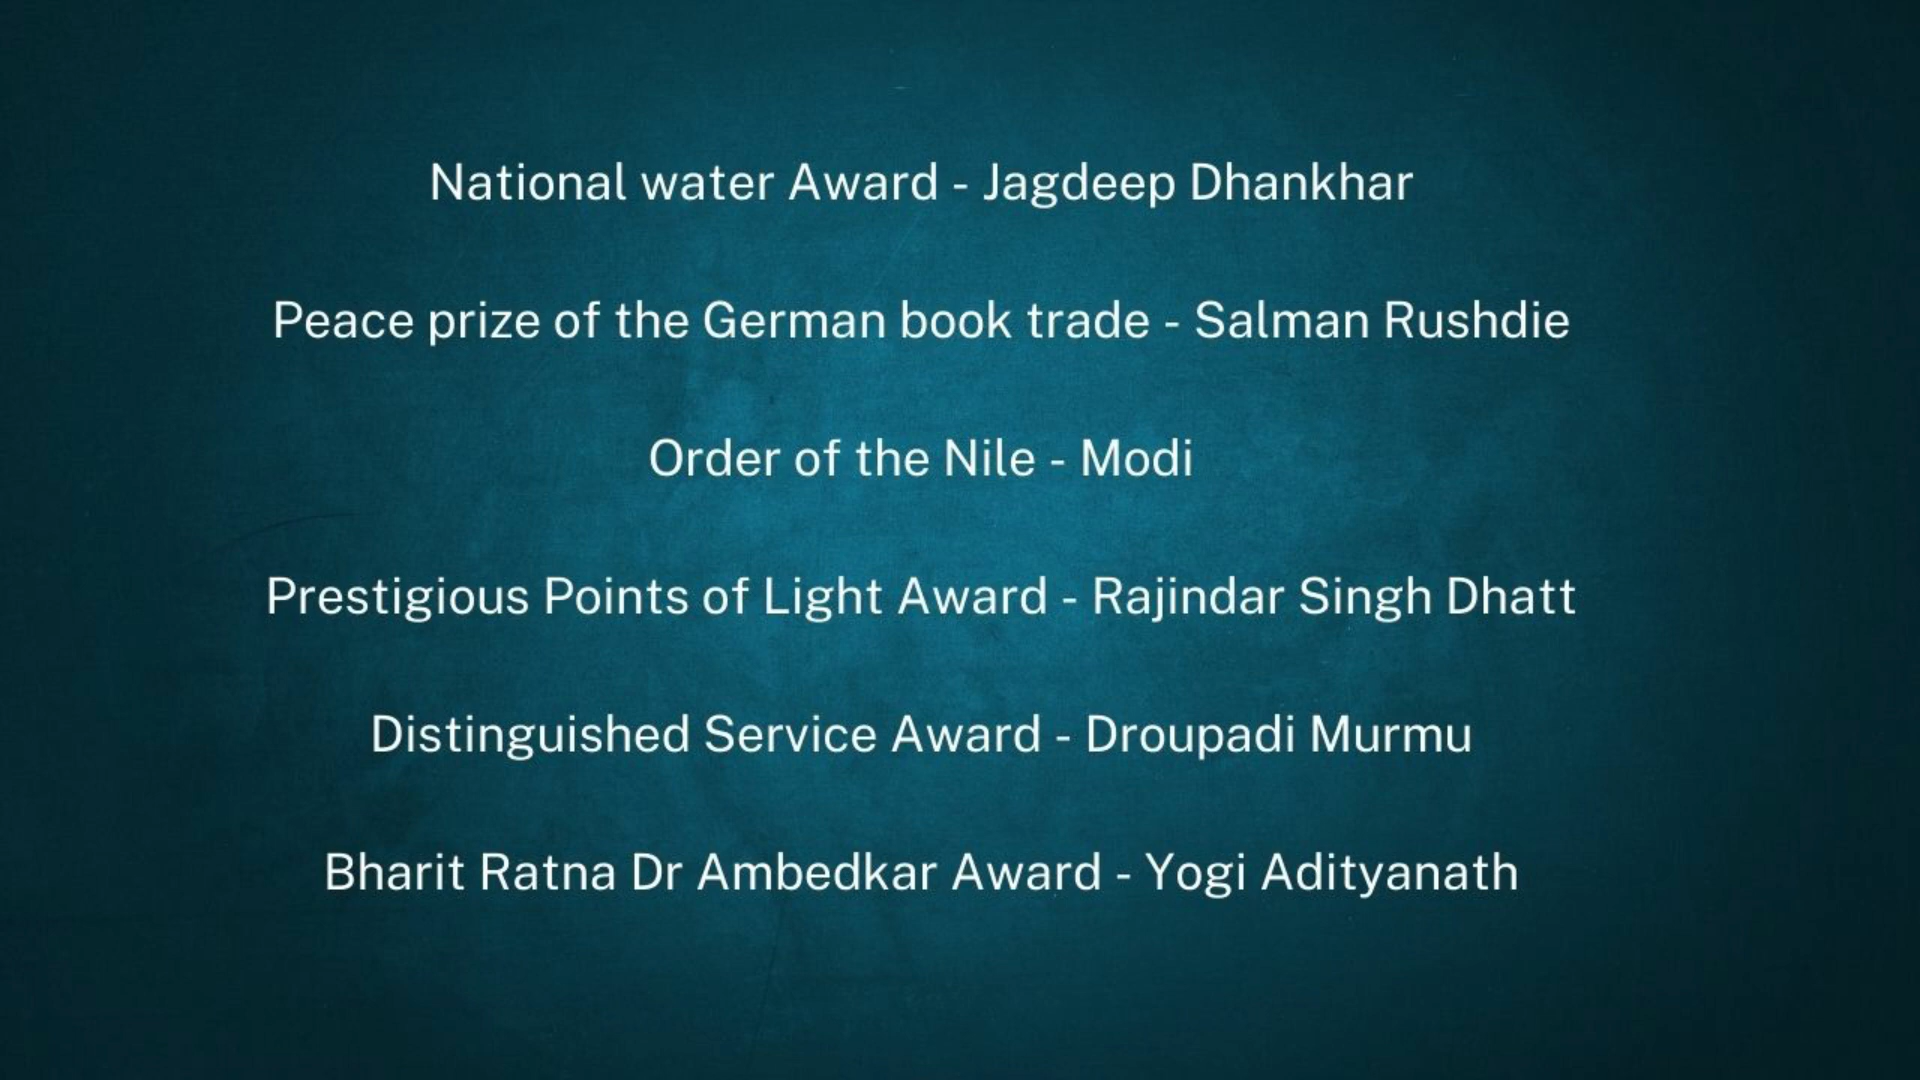 National water Award - Jagdeep Dhankhar
Peace prize of the German book trade - Salman Rushdie
Order of the Nile - Modi
Prestigious Points of Light Award - Rajindar Singh Dhatt
Distinguished Service Award - Droupadi Murmu
Bharit Ratna Dr Ambedkar Award - Yogi Adityanath